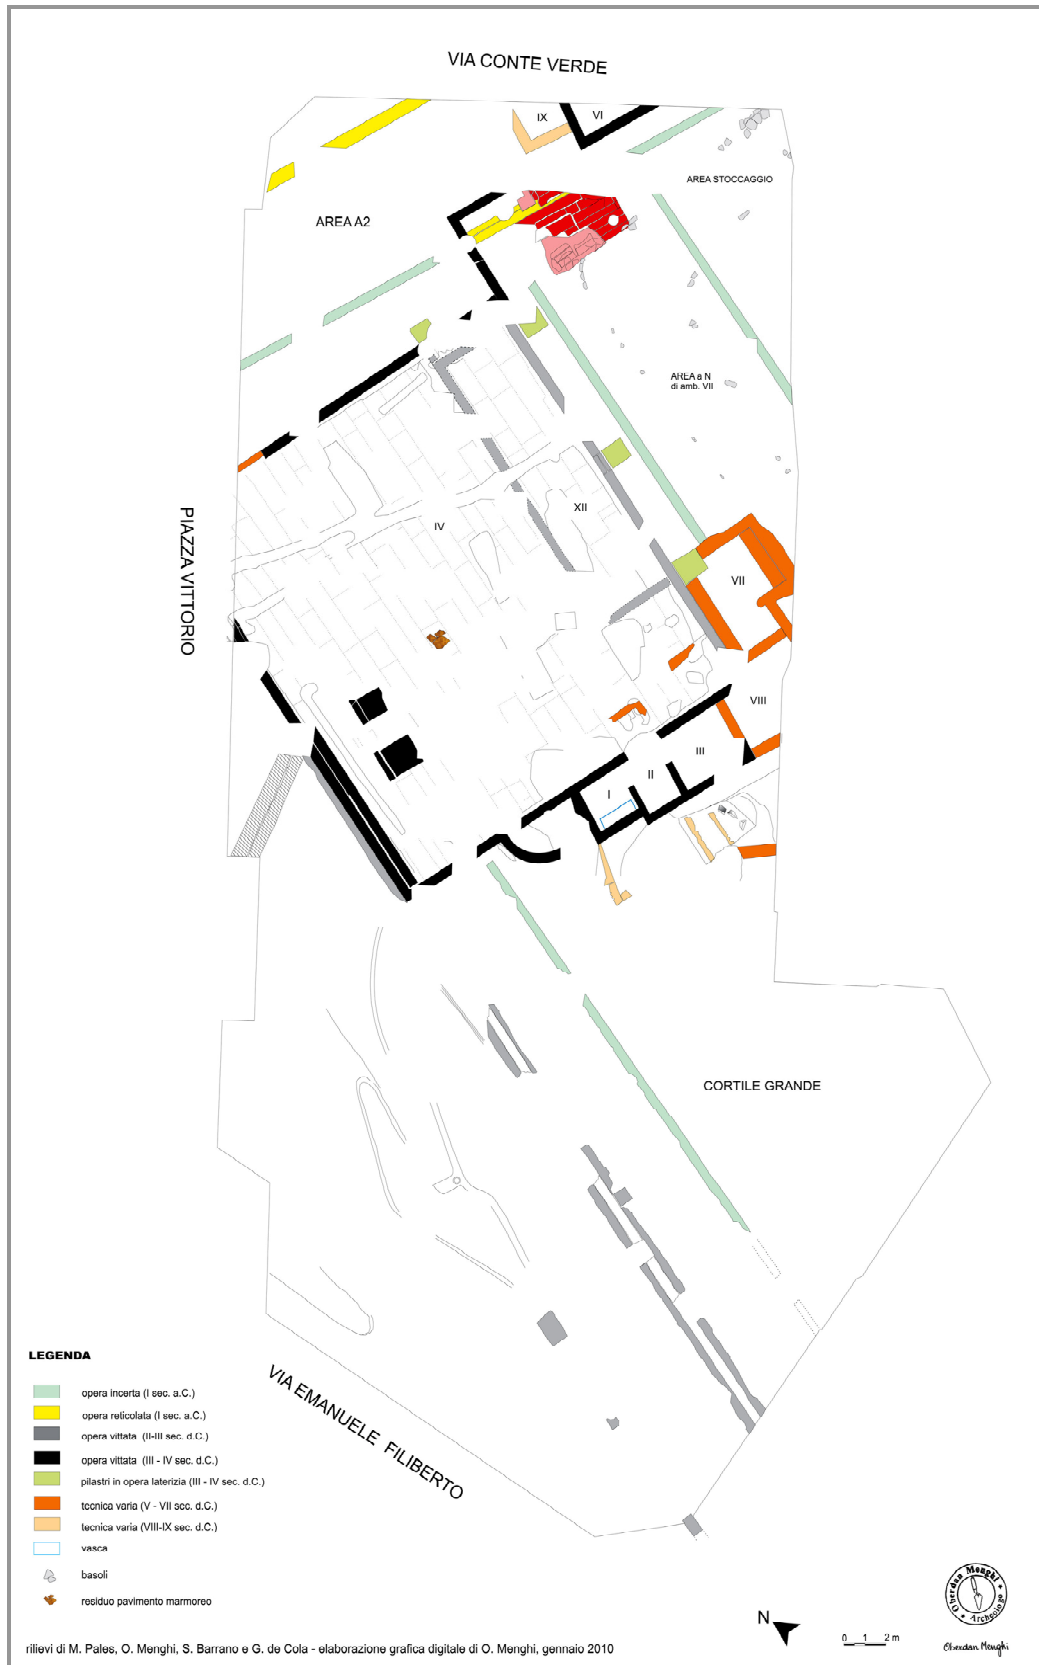 VIA CONTE VERDE
IX
VI
AREA STOCCAGGIO
AREA A2
AREA a N
di amb. VII
PIAZZA VITTORIO
IV
XII
VII
VIII
III
II
I
CORTILE GRANDE
VIA EMANUELE FILIBERTO
LEGENDA
opera incerta (I sec. a.C.)
opera reticolata (I sec. a.C.)
opera vittata (II-III sec. d.C.)
opera vittata (III - IV sec. d.C.)
pilastri in opera laterizia (III - IV sec. d.C.)
tecnica varia (V - VII sec. d.C.)
tecnica varia (VIII-IX sec. d.C.)
vasca
basoli
residuo pavimento marmoreo
N
0 1 2 m
Oberdan Menghi
Archeologo
Oberdan Menghi
rilievi di M. Pales, O. Menghi, S. Barrano e G. de Cola - elaborazione grafica digitale di O. Menghi, gennaio 2010